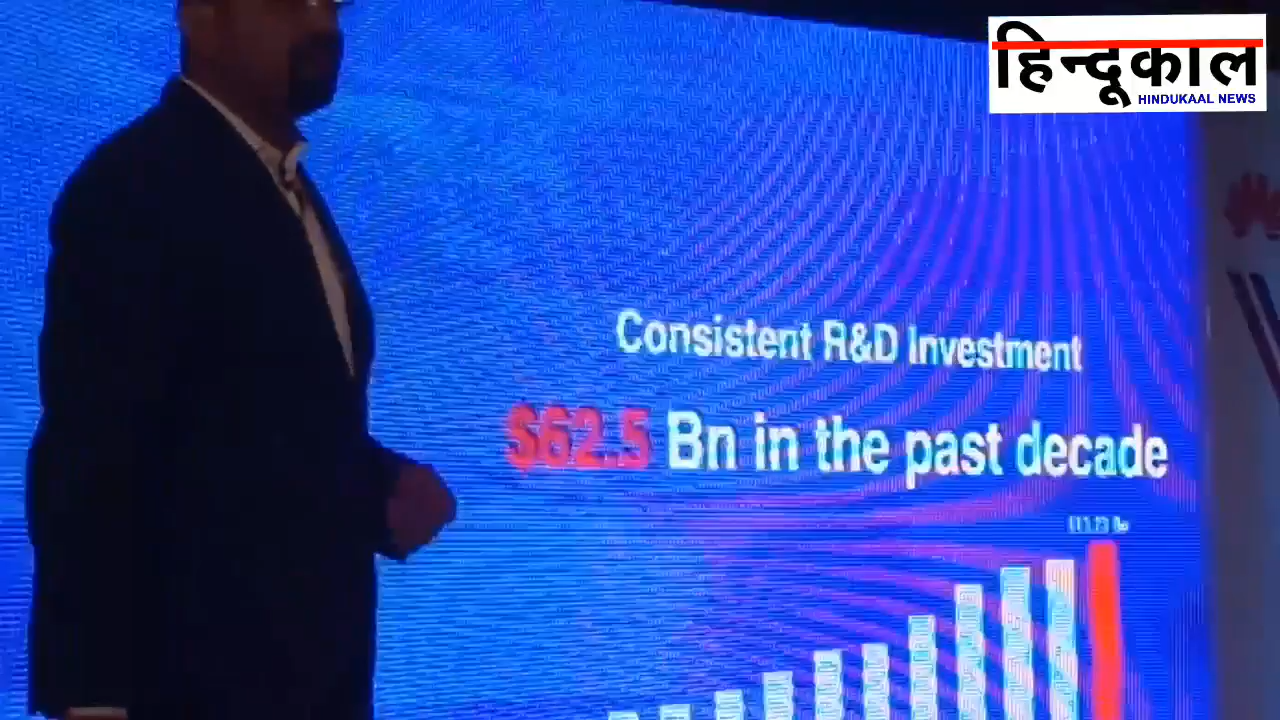 हिन्दूकाल
HINDUKAAL NEWS
Consistent R&D Investment
$62.5 Bn in the past decade